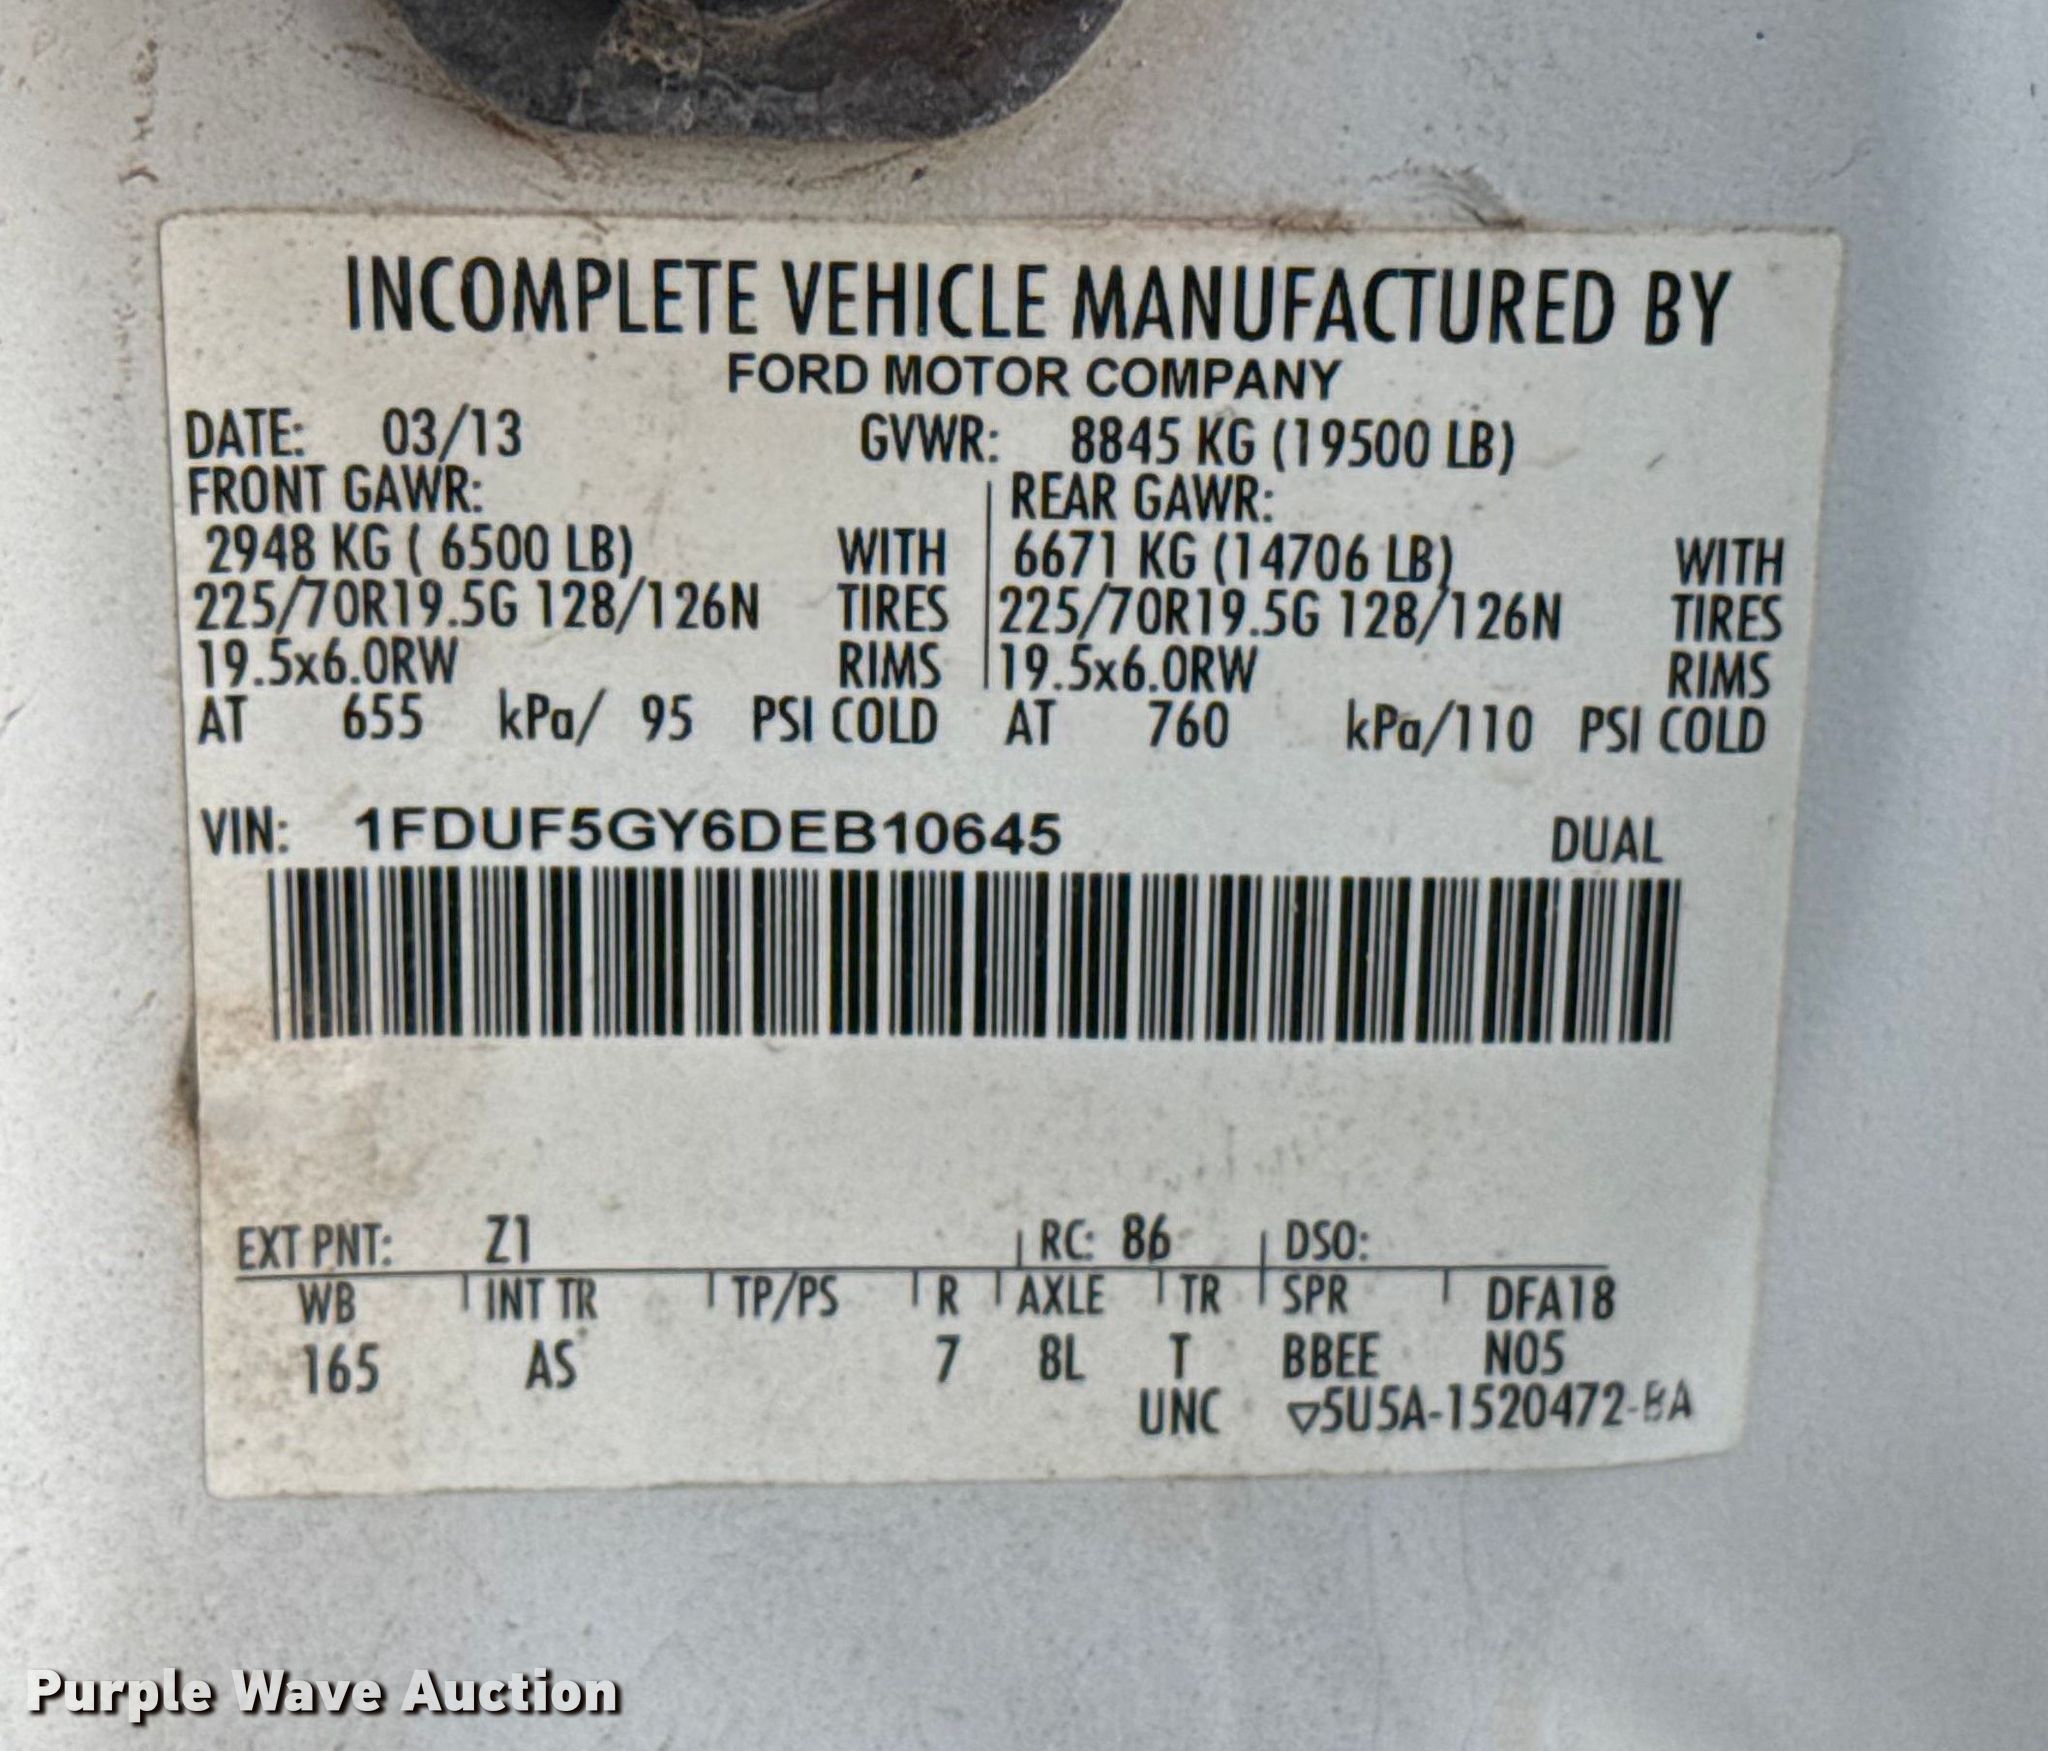 INCOMPLETE VEHICLE MANUFACTURED BY
FORD MOTOR COMPANY
DATE: 03/13 GVWR: 8845 KG (19500 LB)
FRONT GAWR: REAR GAWR:
2948 KG ( 6500 LB) WITH 6671 KG (14706 LB) WITH
225/70R19.5G 128/126N TIRES 225/70R19.5G 128/126N TIRES
19.5x6.0RW RIMS 19.5x6.0RW RIMS
AT 655 kPa/ 95 PSI COLD AT 760 kPa/110 PSI COLD
VIN: 1FDUF5GY6DEB10645 DUAL
EXT PNT: Z1 RC: 86 DSO:
WB INT TR TP/PS R AXLE TR SPR DFA18
165 AS 7 8L T BBEE N05
UNC ▽5U5A-1520472-BA
Purple Wave Auction